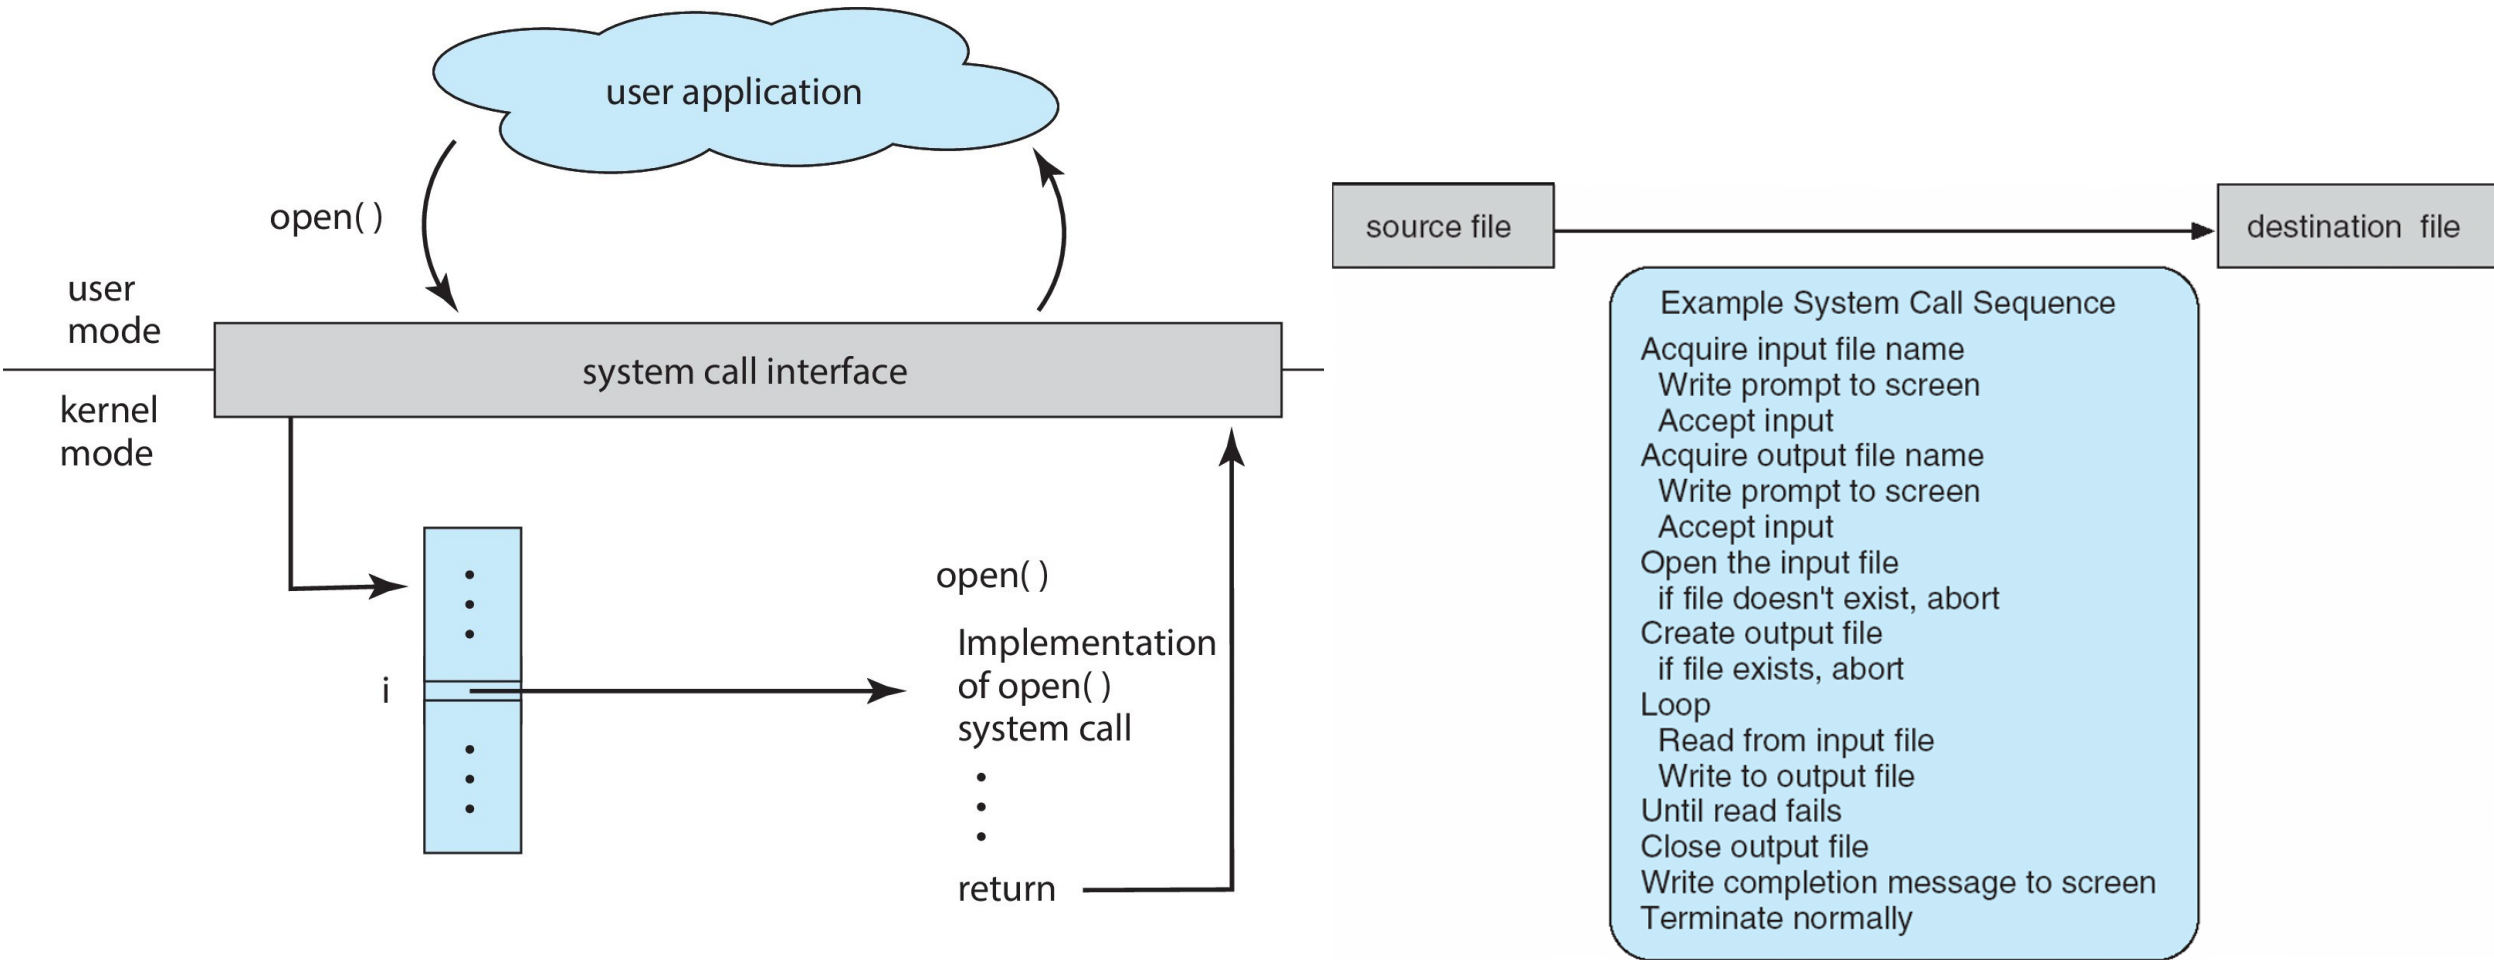 user application
open( )
user
mode
system call interface
kernel
mode
i
open( )
Implementation
of open( )
system call
return
source file
destination file
Example System Call Sequence
Acquire input file name
Write prompt to screen
Accept input
Acquire output file name
Write prompt to screen
Accept input
Open the input file
if file doesn't exist, abort
Create output file
if file exists, abort
Loop
Read from input file
Write to output file
Until read fails
Close output file
Write completion message to screen
Terminate normally